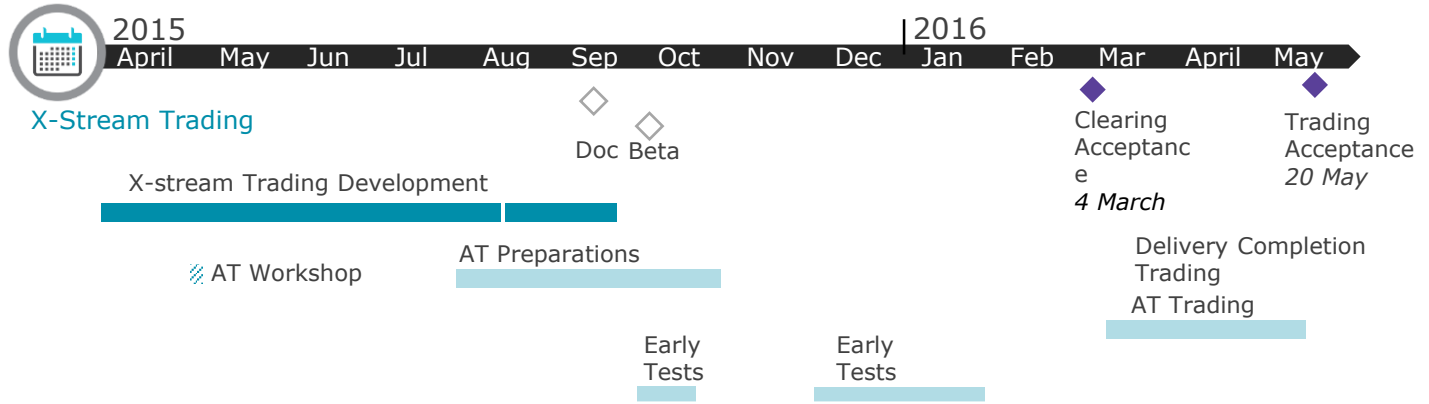 2015
2016
April May Jun Jul Aug Sep Oct Nov Dec Jan Feb Mar April May
X-Stream Trading
Doc Beta
Clearing
Acceptanc
e
4 March
Trading
Acceptance
20 May
X-stream Trading Development
AT Workshop
AT Preparations
Delivery Completion
Trading
AT Trading
Early
Tests
Early
Tests